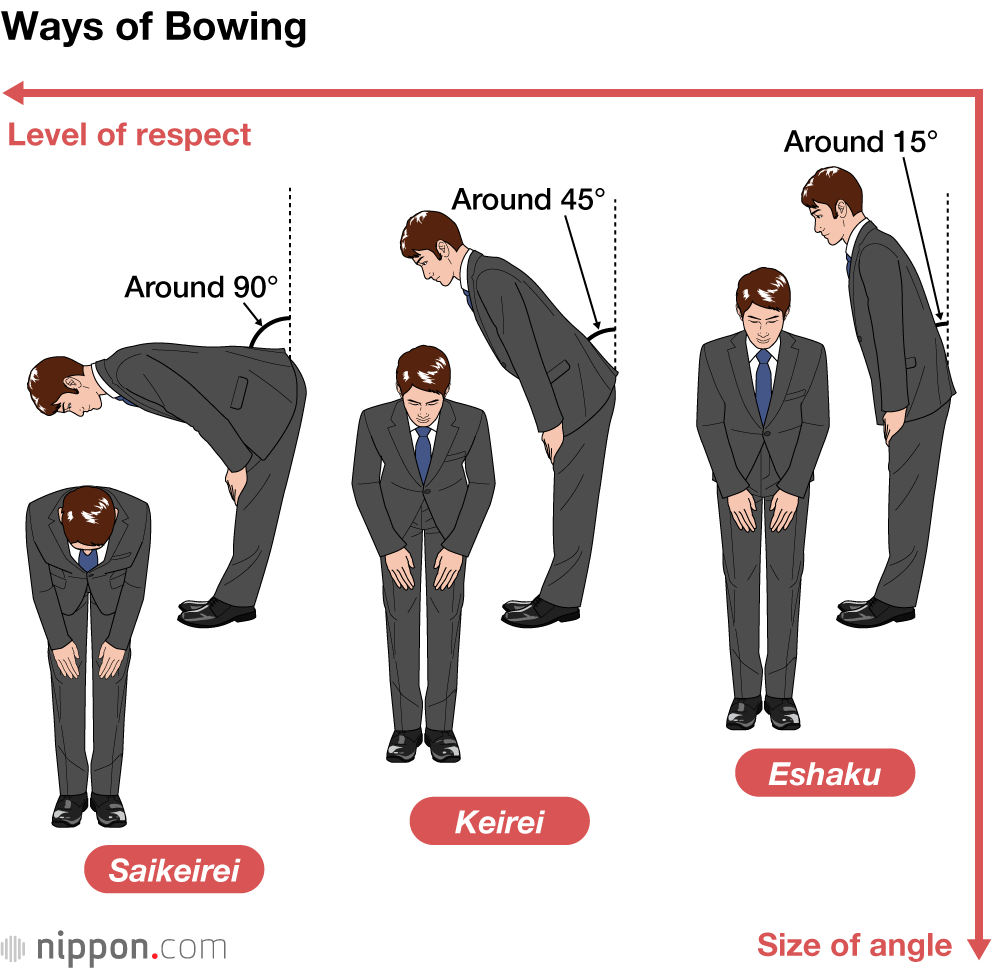 Ways of Bowing
Level of respect
Around 15°
Around 45°
Around 90°
Eshaku
Keirei
Saikeirei
nippon.com
Size of angle